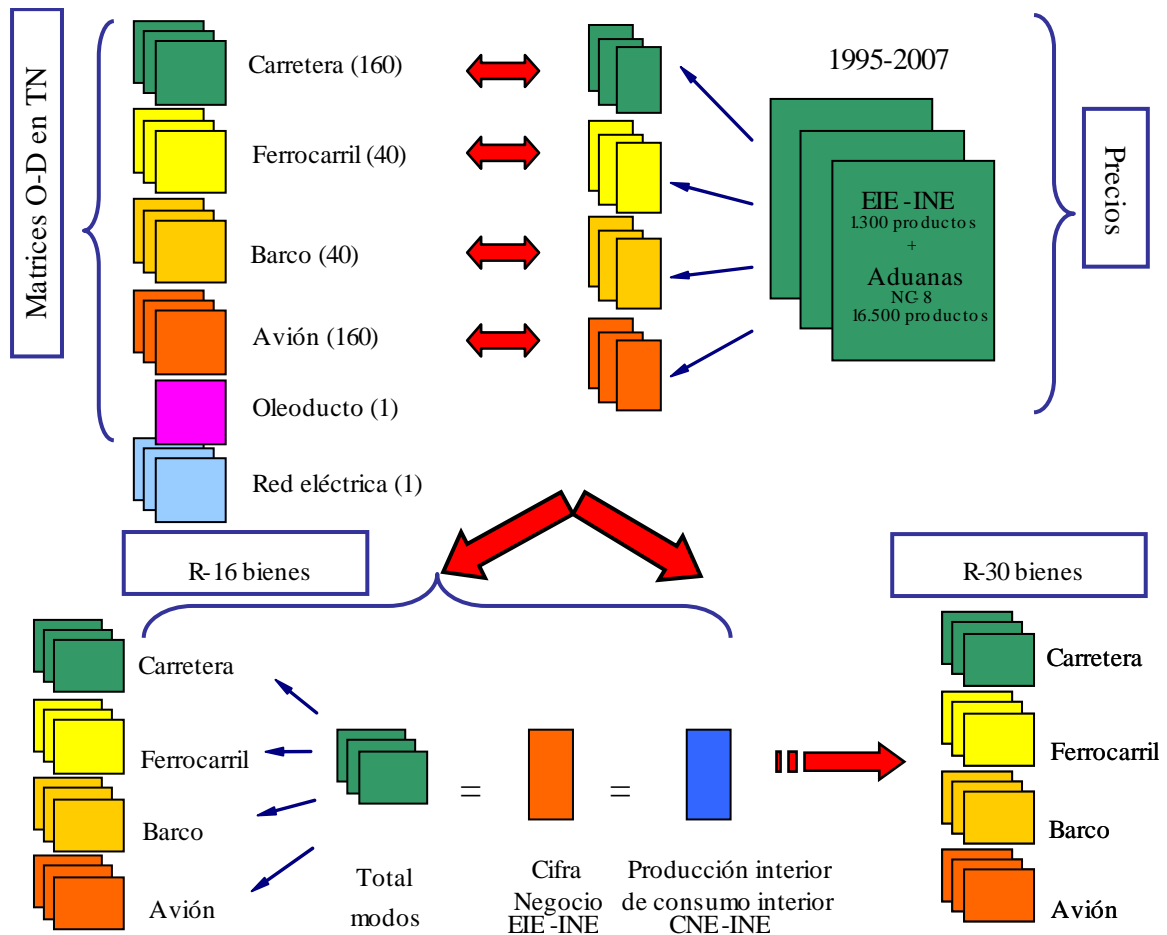 Matrices O-D en TN
Carretera (160)
Ferrocarril (40)
Barco (40)
Avión (160)
Oleoducto (1)
Red eléctrica (1)
1995-2007
EIE-INE
1.300 productos
+
Aduanas
NC-8
16.500 productos
Precios
R-16 bienes
R-30 bienes
Carretera
Ferrocarril
Barco
Avión
Total
modos
=
Cifra
Negocio
EIE-INE
=
Producción interior
de consumo interior
CNE-INE
Carretera
Ferrocarril
Barco
Avión